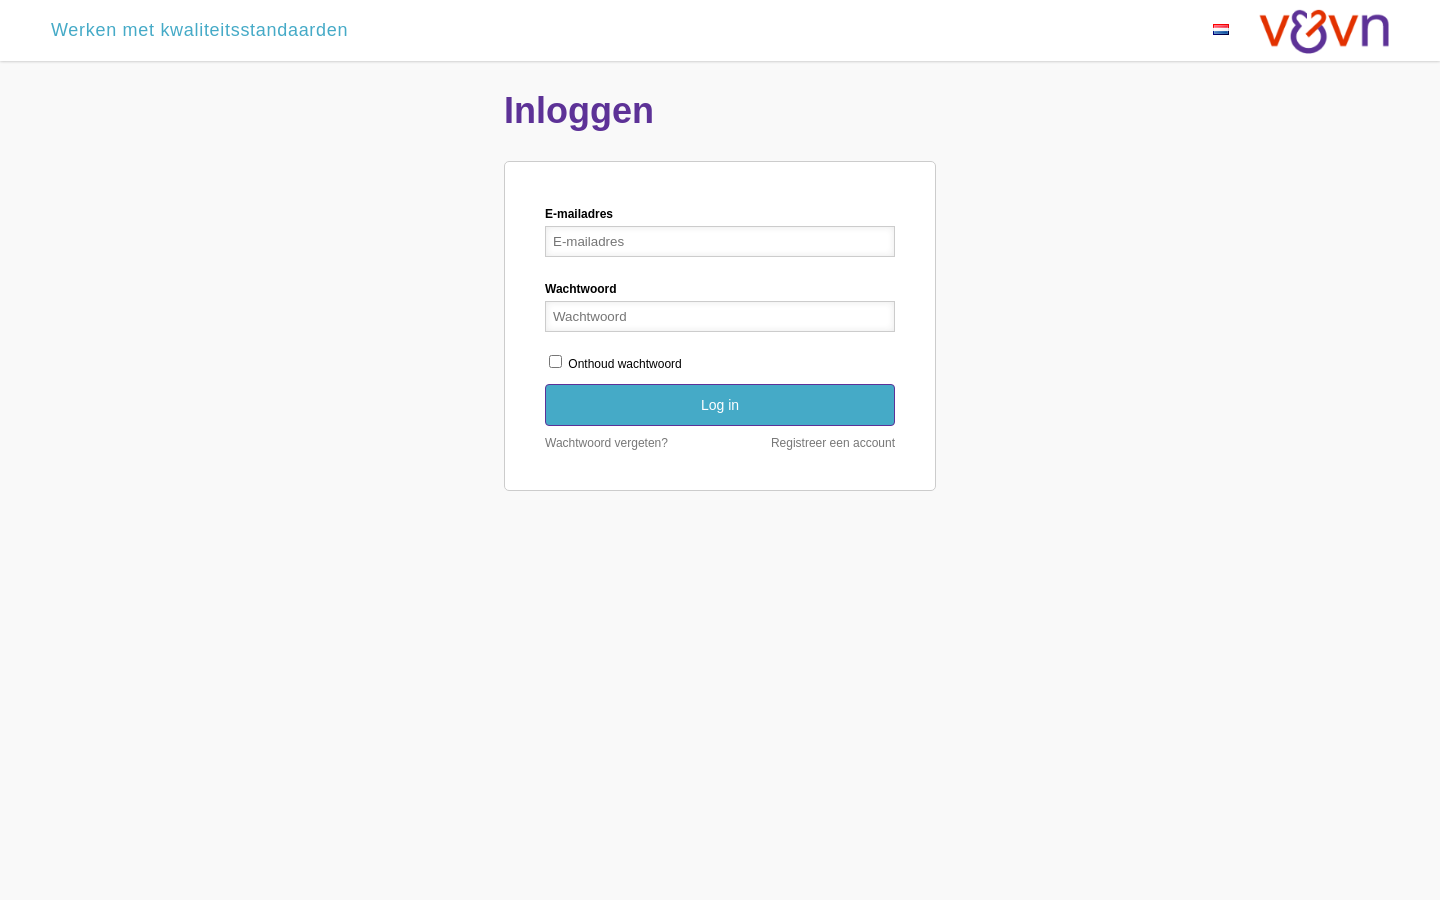 Werken met kwaliteitsstandaarden
v&vn
Inloggen
E-mailadres
E-mailadres
Wachtwoord
Wachtwoord
Onthoud wachtwoord
Log in
Wachtwoord vergeten?
Registreer een account